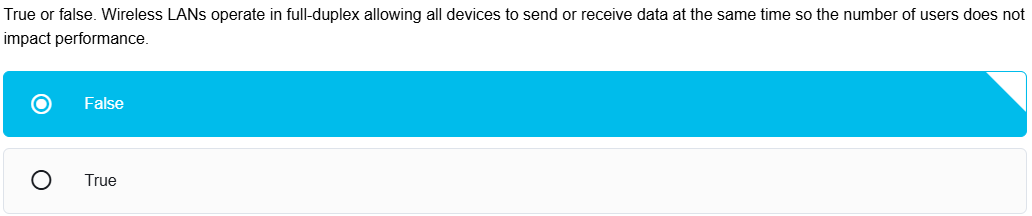 True or false. Wireless LANs operate in full-duplex allowing all devices to send or receive data at the same time so the number of users does not
impact performance.
False
True